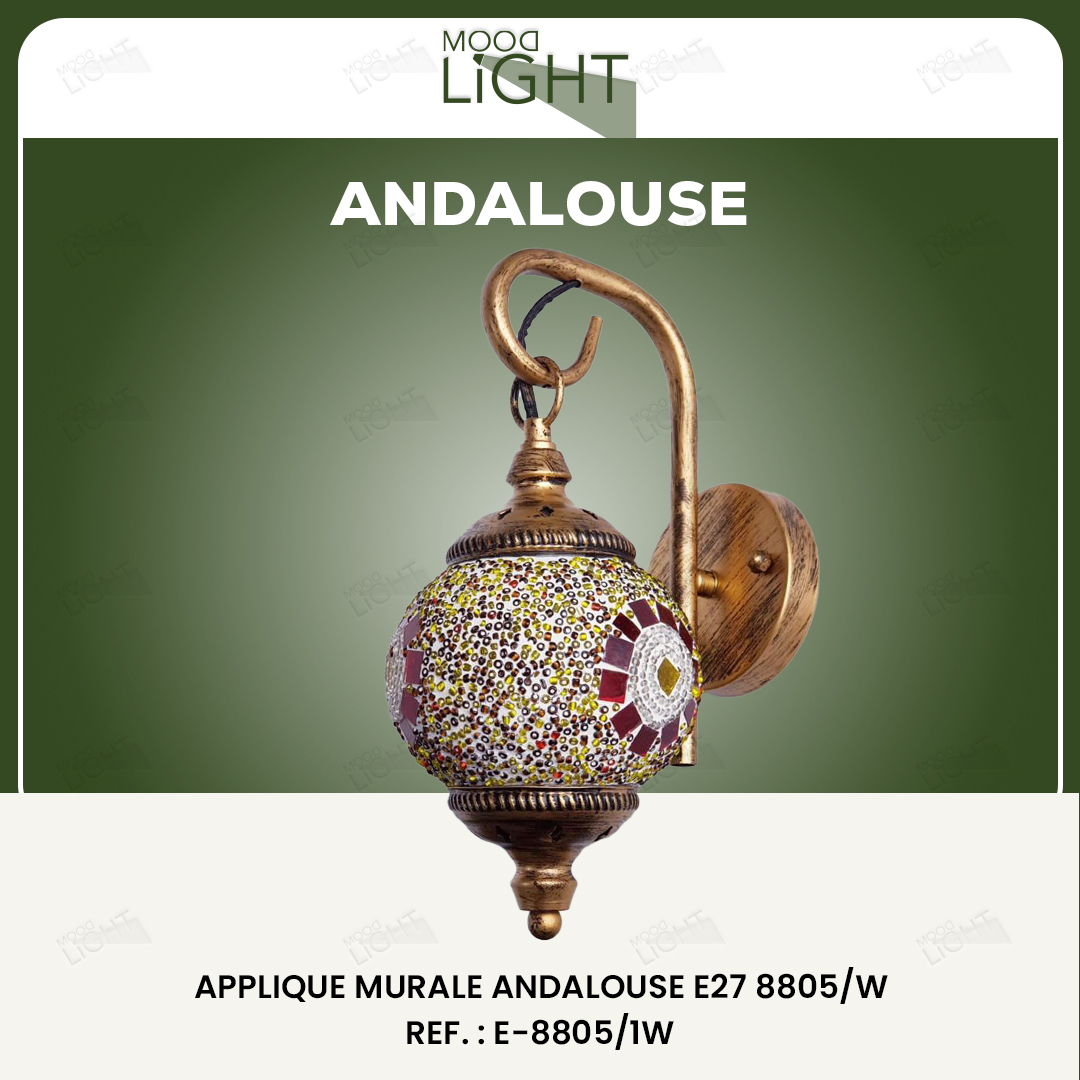 MOOD
LiGHT
ANDALOUSE
APPLIQUE MURALE ANDALOUSE E27 8805/W
REF. : E-8805/1W